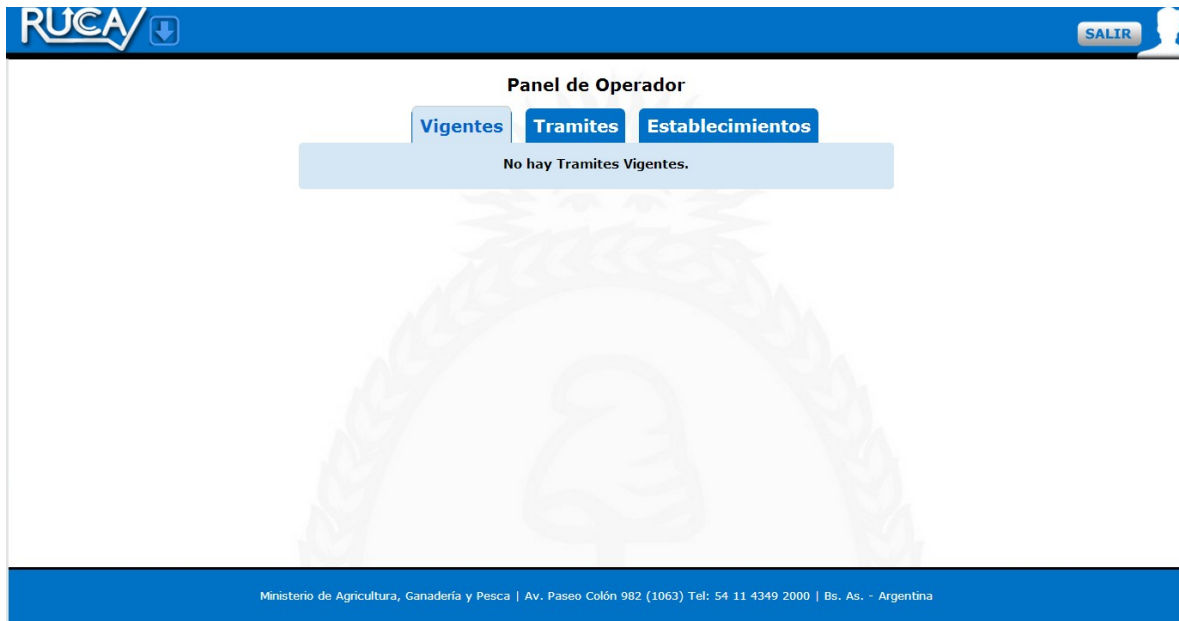 RUCA
SALIR
Panel de Operador
Vigentes Tramites Establecimientos
No hay Tramites Vigentes.
Ministerio de Agricultura, Ganadería y Pesca | Av. Paseo Colón 982 (1063) Tel: 54 11 4349 2000 | Bs. As. - Argentina